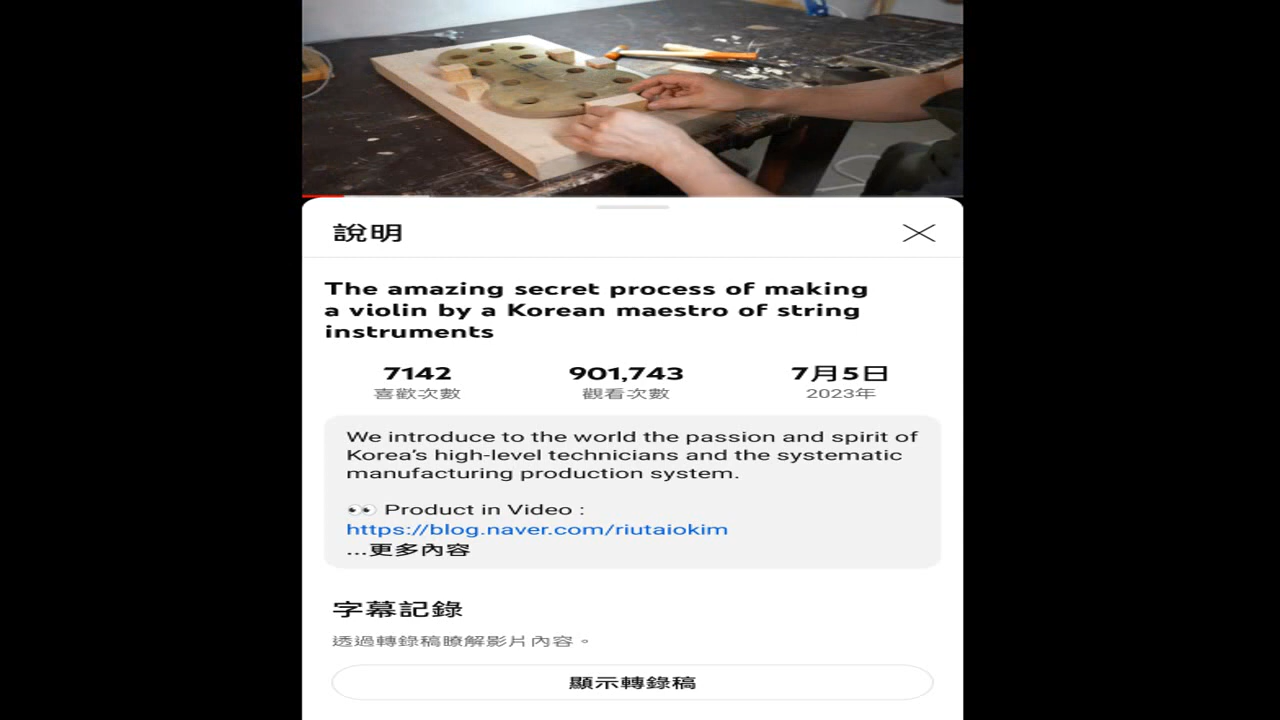 說明
The amazing secret process of making
a violin by a Korean maestro of string
instruments
7142 901,743 7月5日
喜歡次數 觀看次數 2023年
We introduce to the world the passion and spirit of
Korea's high-level technicians and the systematic
manufacturing production system.
👀 Product in Video :
https://blog.naver.com/riutaiokim
...更多內容
字幕記錄
透過轉錄稿瞭解影片內容。
顯示轉錄稿